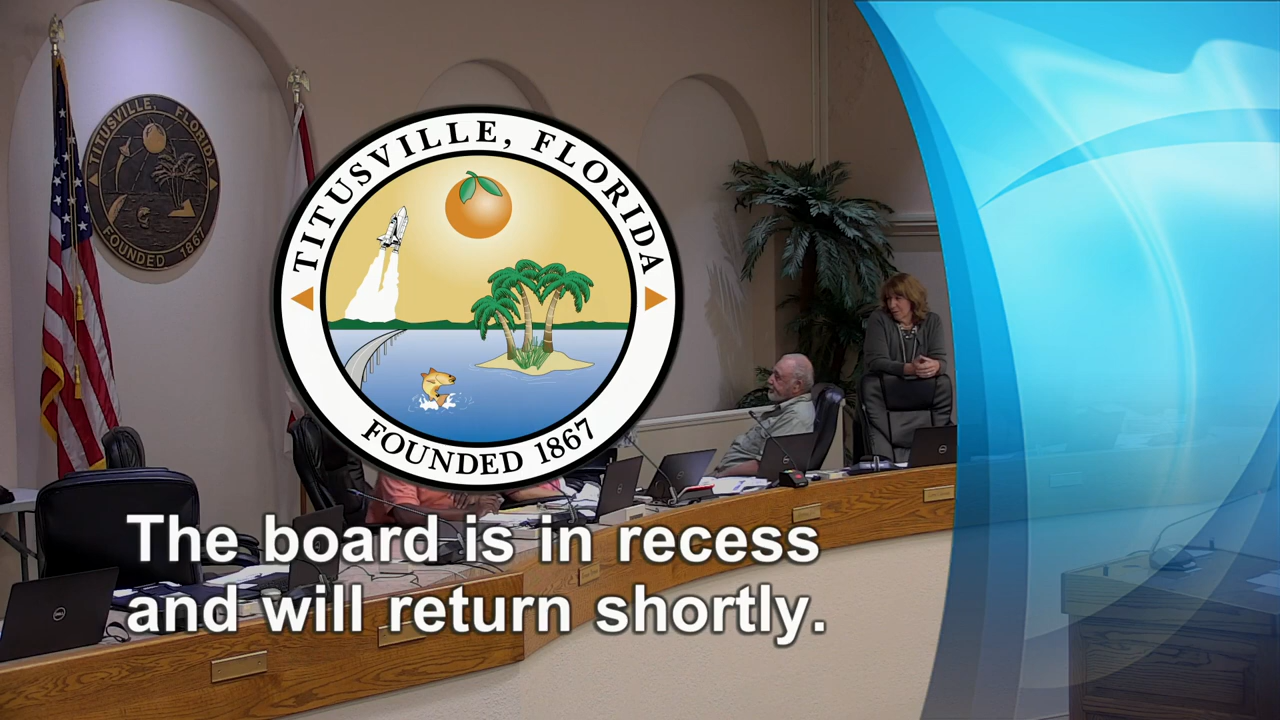 TITUSVILLE, FLORIDA
FOUNDED 1867
TITUSVILLE, FLORIDA
FOUNDED 1867
The board is in recess
and will return shortly.